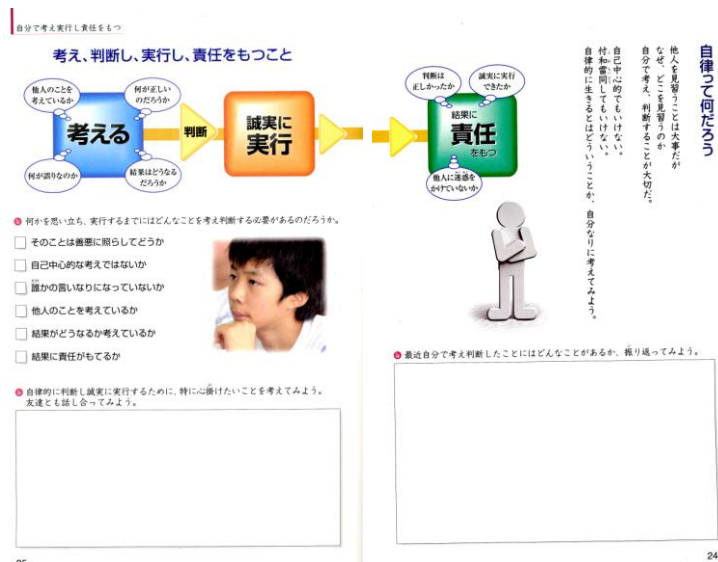 自分で考え実行し責任をもつ
考え、判断し、実行し、責任をもつこと
他人のことを
考えているか
何が正しい
のだろうか
考える
何が誤りなのか
結果はどうなる
だろうか
判断
誠実に
実行
判断は
正しかったか
誠実に実行
できたか
結果に
責任
をもつ
他人に迷惑を
かけていないか
自律って何だろう
他人を見習うことは大事だが
なぜ、どこを見習うのか
自分で考え、判断することが大切だ。
自己中心的でもいけない。
付和雷同してもいけない。
自律的に生きるとはどういうことか、自分なりに考えてみよう。
何かを思い立ち、実行するまでにはどんなことを考え判断する必要があるのだろうか。
そのことは善悪に照らしてどうか
自己中心的な考えではないか
誰かの言いなりになっていないか
他人のことを考えているか
結果がどうなるか考えているか
結果に責任がもてるか
自律的に判断し誠実に実行するために、特に心掛けたいことを考えてみよう。
友達とも話し合ってみよう。
最近自分で考え判断したことにはどんなことがあるか、振り返ってみよう。
24